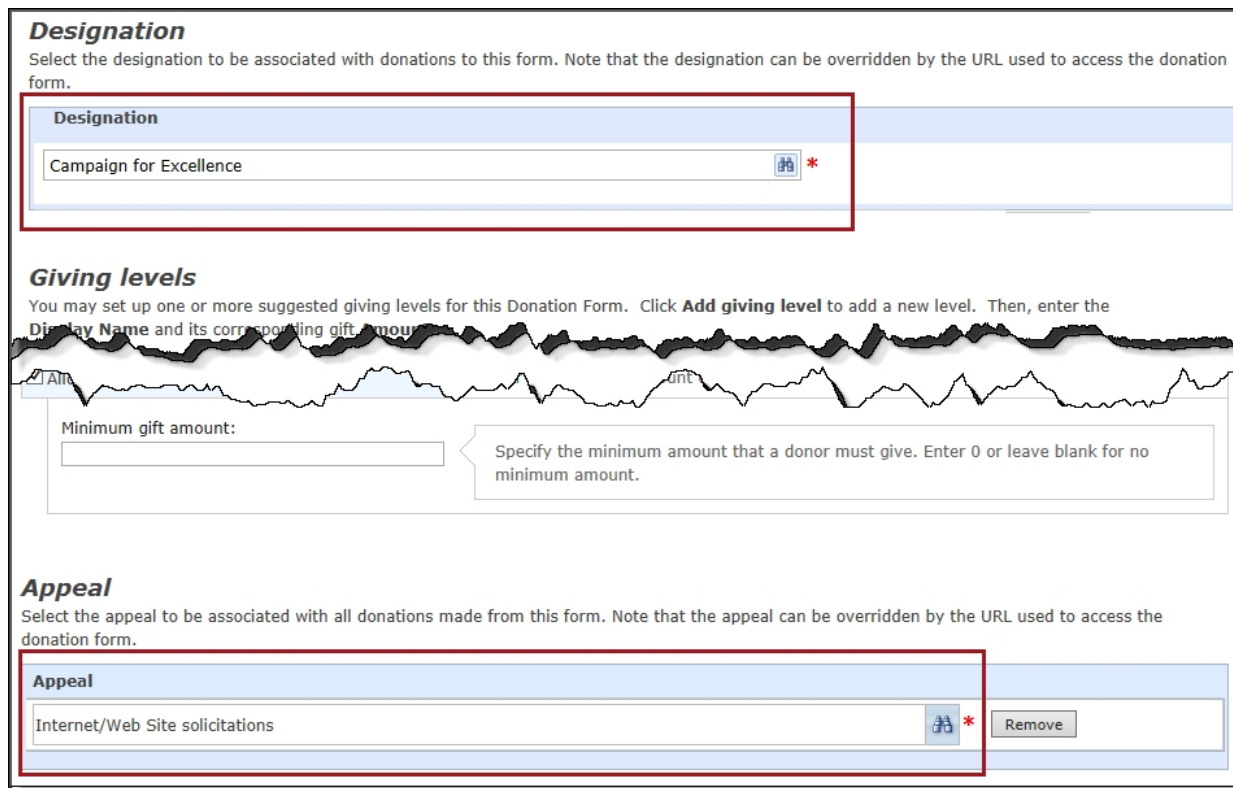 Designation
Select the designation to be associated with donations to this form. Note that the designation can be overridden by the URL used to access the donation
form.
Designation
Campaign for Excellence *
Giving levels
You may set up one or more suggested giving levels for this Donation Form. Click Add giving level to add a new level. Then, enter the
Display Name and its corresponding gift
Minimum gift amount:
Specify the minimum amount that a donor must give. Enter 0 or leave blank for no
minimum amount.
Appeal
Select the appeal to be associated with all donations made from this form. Note that the appeal can be overridden by the URL used to access the
donation form.
Appeal
Internet/Web Site solicitations * Remove